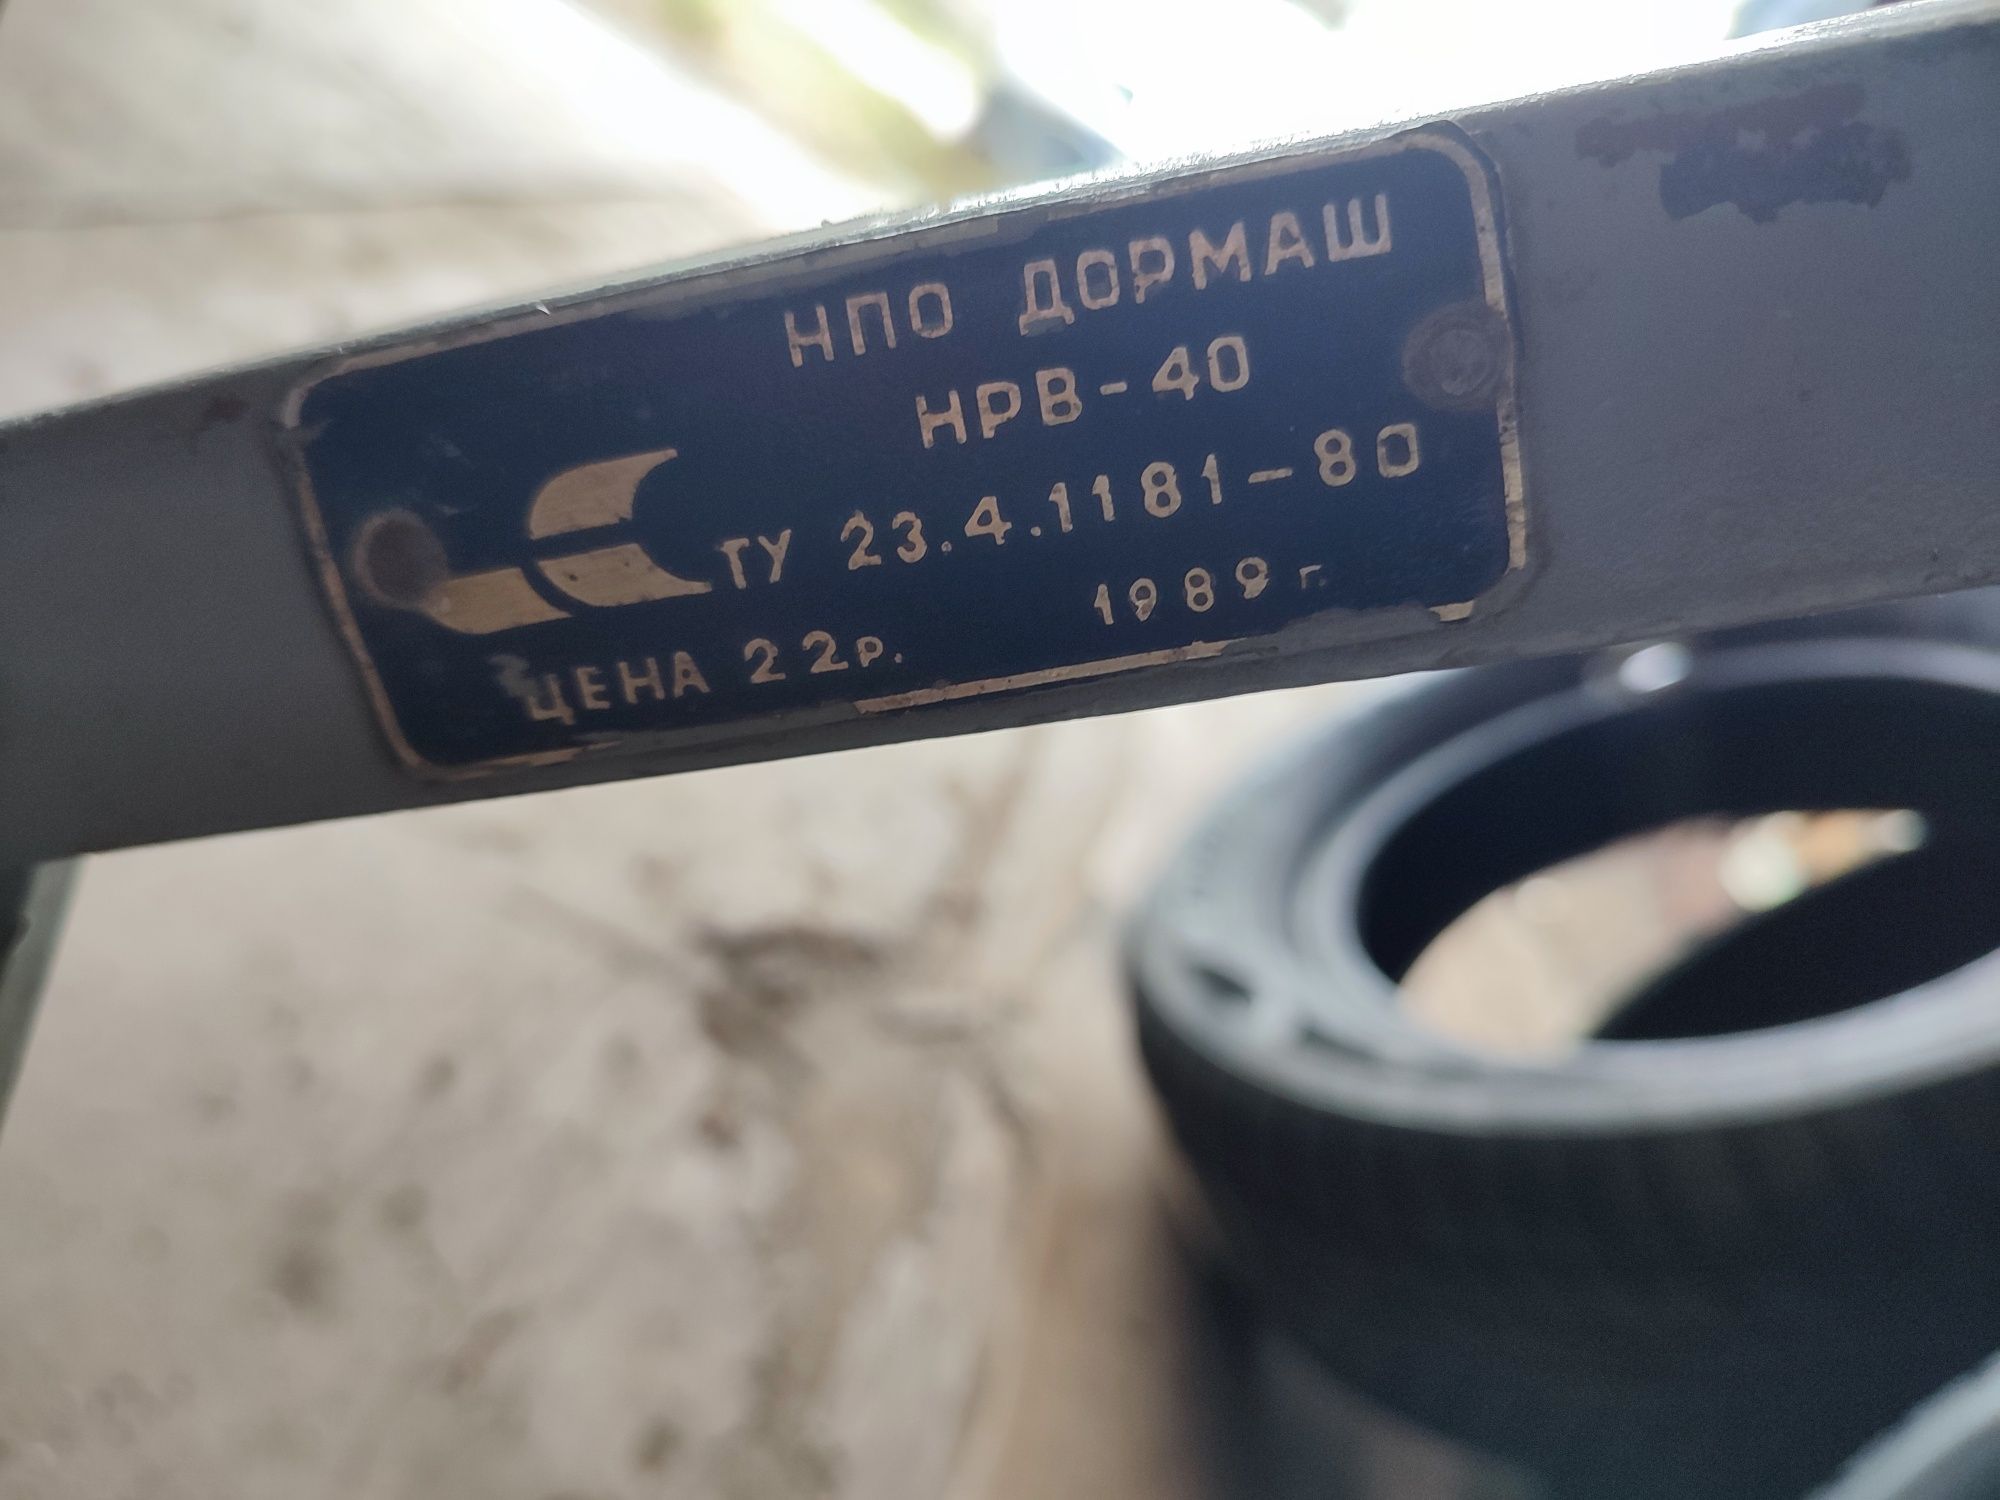 НПО ДОРМАШ
НРВ-40
ТУ 23.4.1181-80
ЦЕНА 22р. 1989 г.